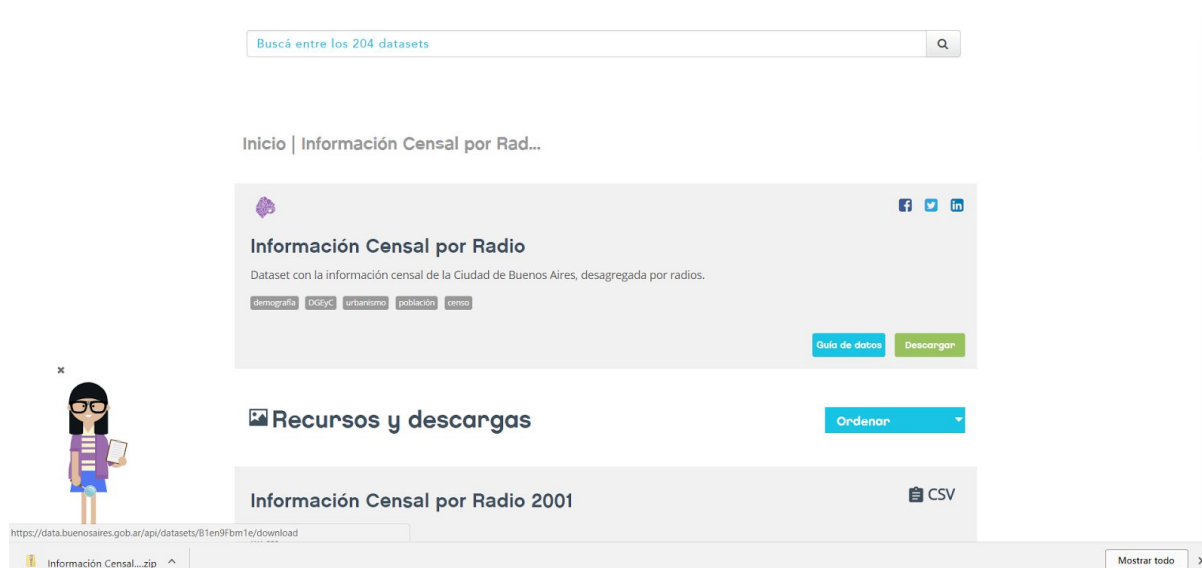 Buscá entre los 204 datasets
Inicio | Información Censal por Rad...
Información Censal por Radio
Dataset con la información censal de la Ciudad de Buenos Aires, desagregada por radios.
demografía DGEyC urbanismo población censo
Guía de datos Descargar
Recursos y descargas
Ordenar
Información Censal por Radio 2001
CSV
https://data.buenosaires.gob.ar/api/datasets/B1en9Fbm1e/download
Información Censal....zip
Mostrar todo